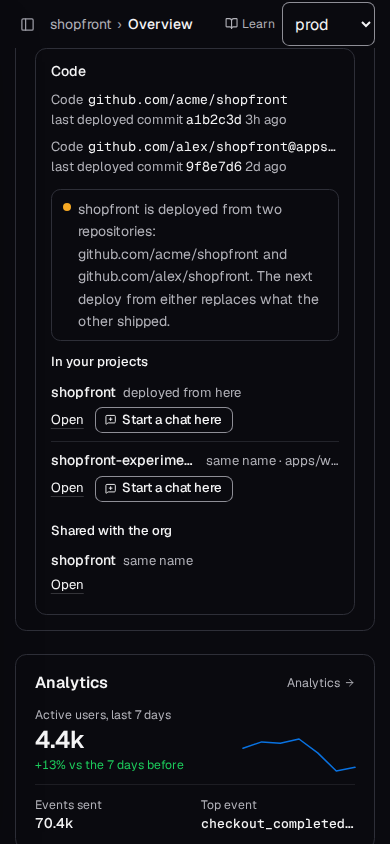 shopfront › Overview
Learn
prod
Code
Code github.com/acme/shopfront
last deployed commit a1b2c3d 3h ago
Code github.com/alex/shopfront@apps…
last deployed commit 9f8e7d6 2d ago
shopfront is deployed from two
repositories:
github.com/acme/shopfront and
github.com/alex/shopfront. The next
deploy from either replaces what the
other shipped.
In your projects
shopfront deployed from here
Open
Start a chat here
shopfront-experime… same name · apps/w…
Open
Start a chat here
Shared with the org
shopfront same name
Open
Analytics
Analytics →
Active users, last 7 days
4.4k
+13% vs the 7 days before
Events sent
Top event
70.4k
checkout_completed…